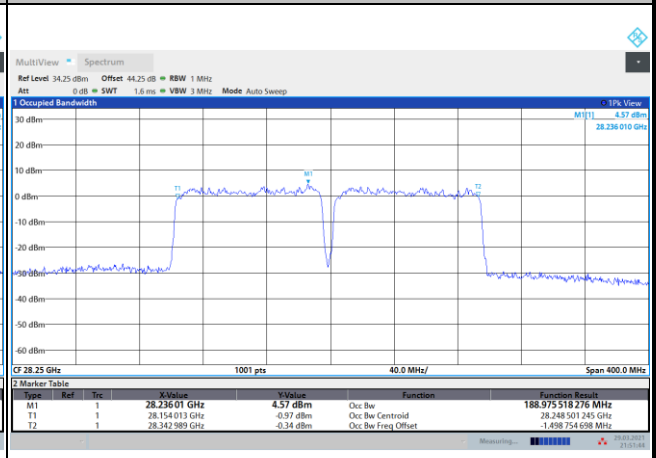 MultiView Spectrum
Ref Level 34.25 dBm Offset 44.25 dB RBW 1 MHz
Att 0 dB SWT 1.6 ms VBW 3 MHz Mode Auto Sweep
1 Occupied Bandwidth 1Pk View
M1[1] 4.57 dBm
28.236 010 GHz
30 dBm
20 dBm
10 dBm
0 dBm
-10 dBm
-20 dBm
-30 dBm
-40 dBm
-50 dBm
-60 dBm
T1
M1
T2
CF 28.25 GHz 1001 pts 40.0 MHz/ Span 400.0 MHz
2 Marker Table
Type Ref Trc X-Value Y-Value Function Function Result
M1 1 28.23601 GHz 4.57 dBm Occ Bw 188.975 518 276 MHz
T1 1 28.154 013 GHz -0.97 dBm Occ Bw Centroid 28.248 501 245 GHz
T2 1 28.342 989 GHz -0.34 dBm Occ Bw Freq Offset -1.498 754 698 MHz
Measuring...
21:51:44